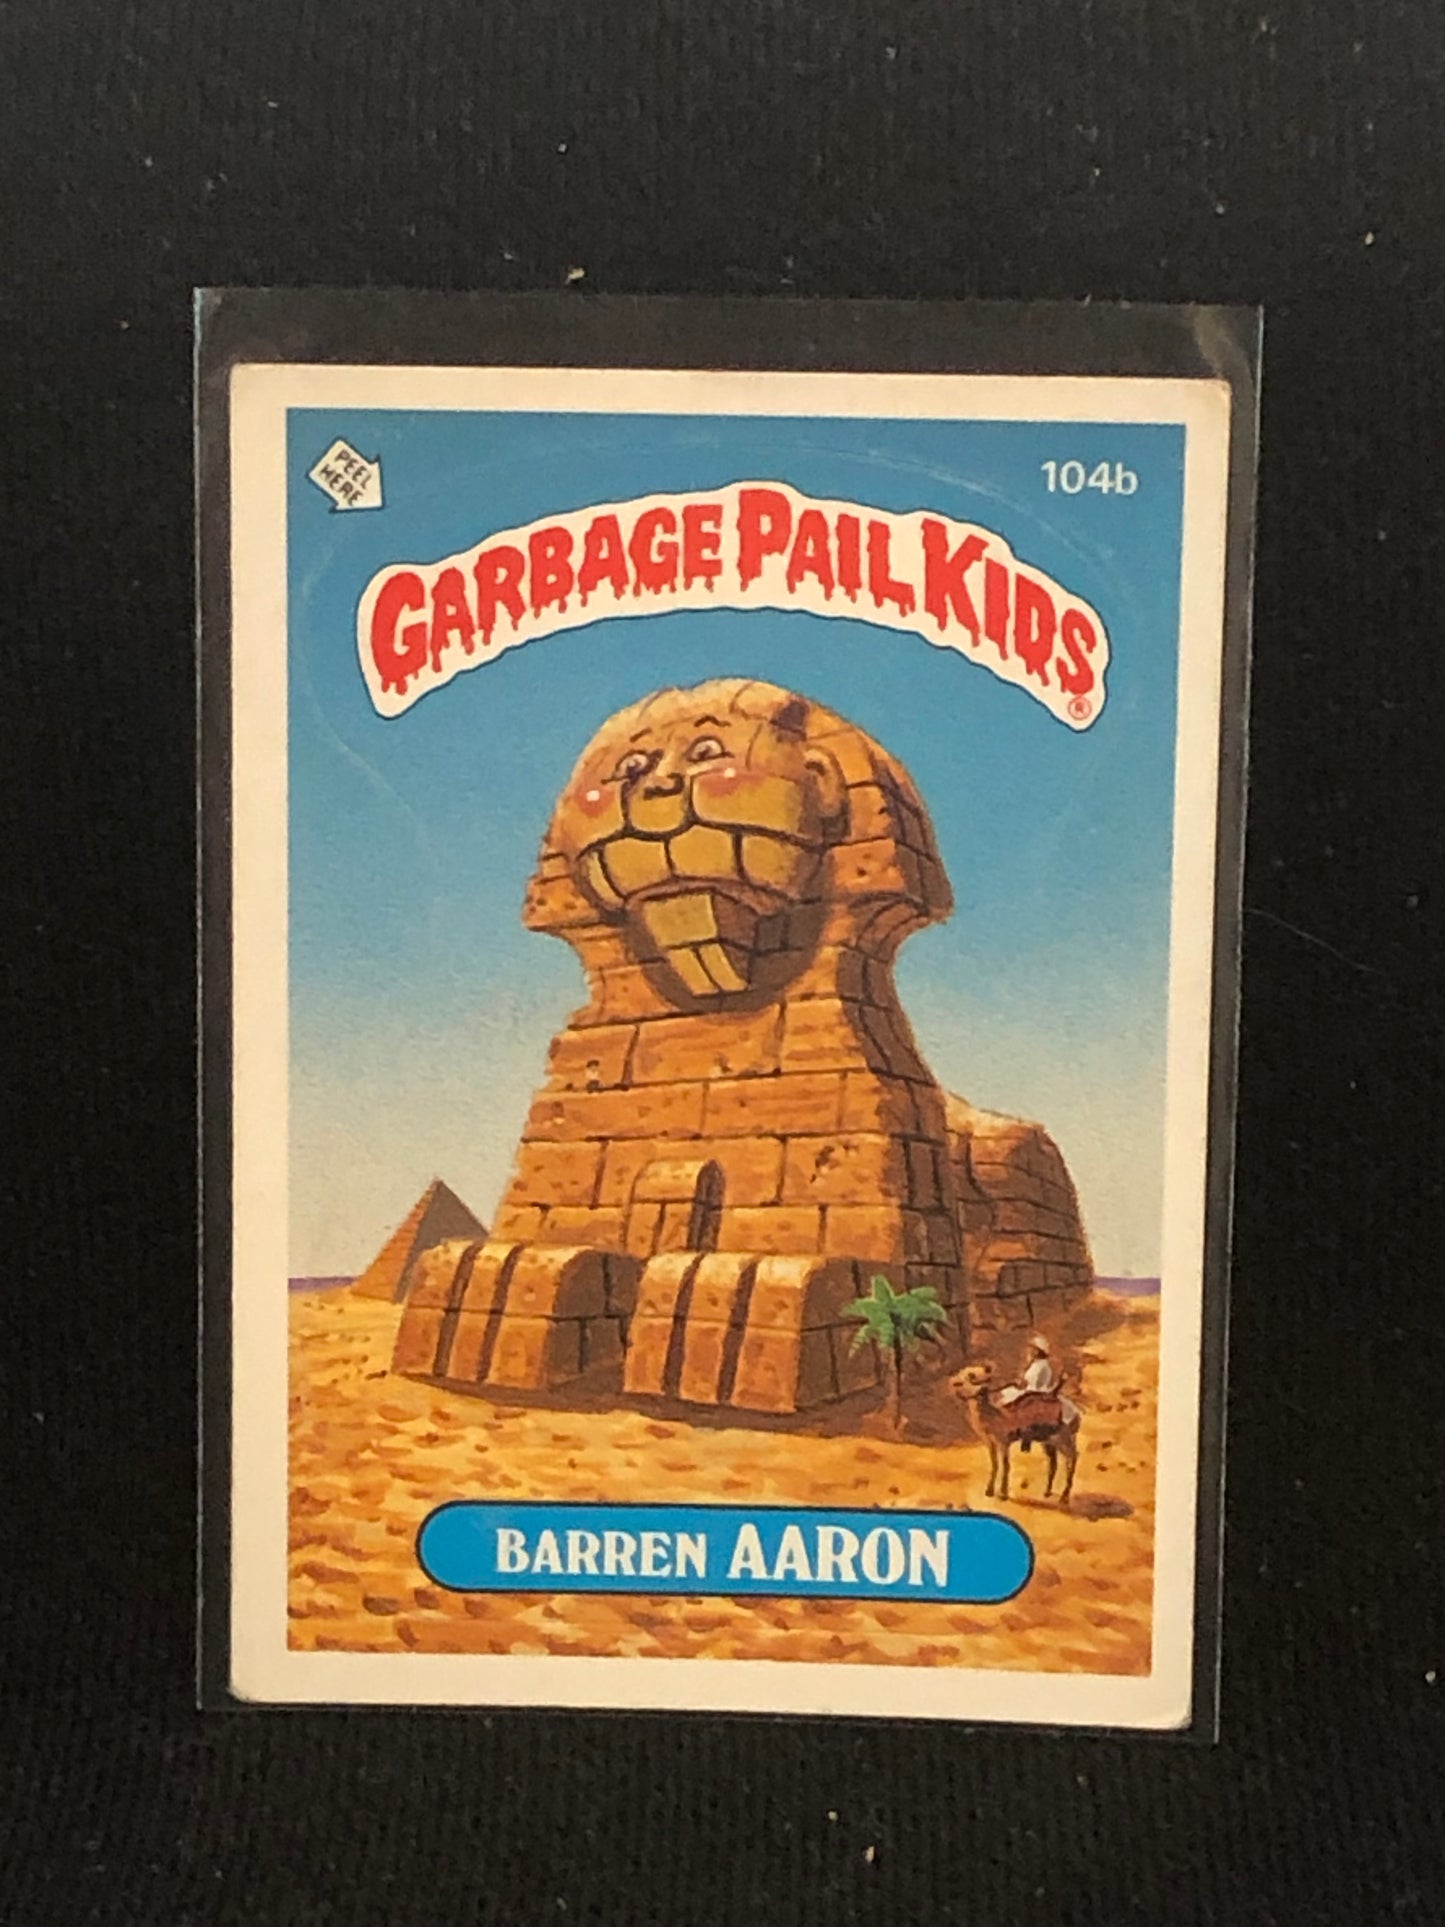 PEEL
HERE
104b
GARBAGE PAIL KIDS®
BARREN AARON